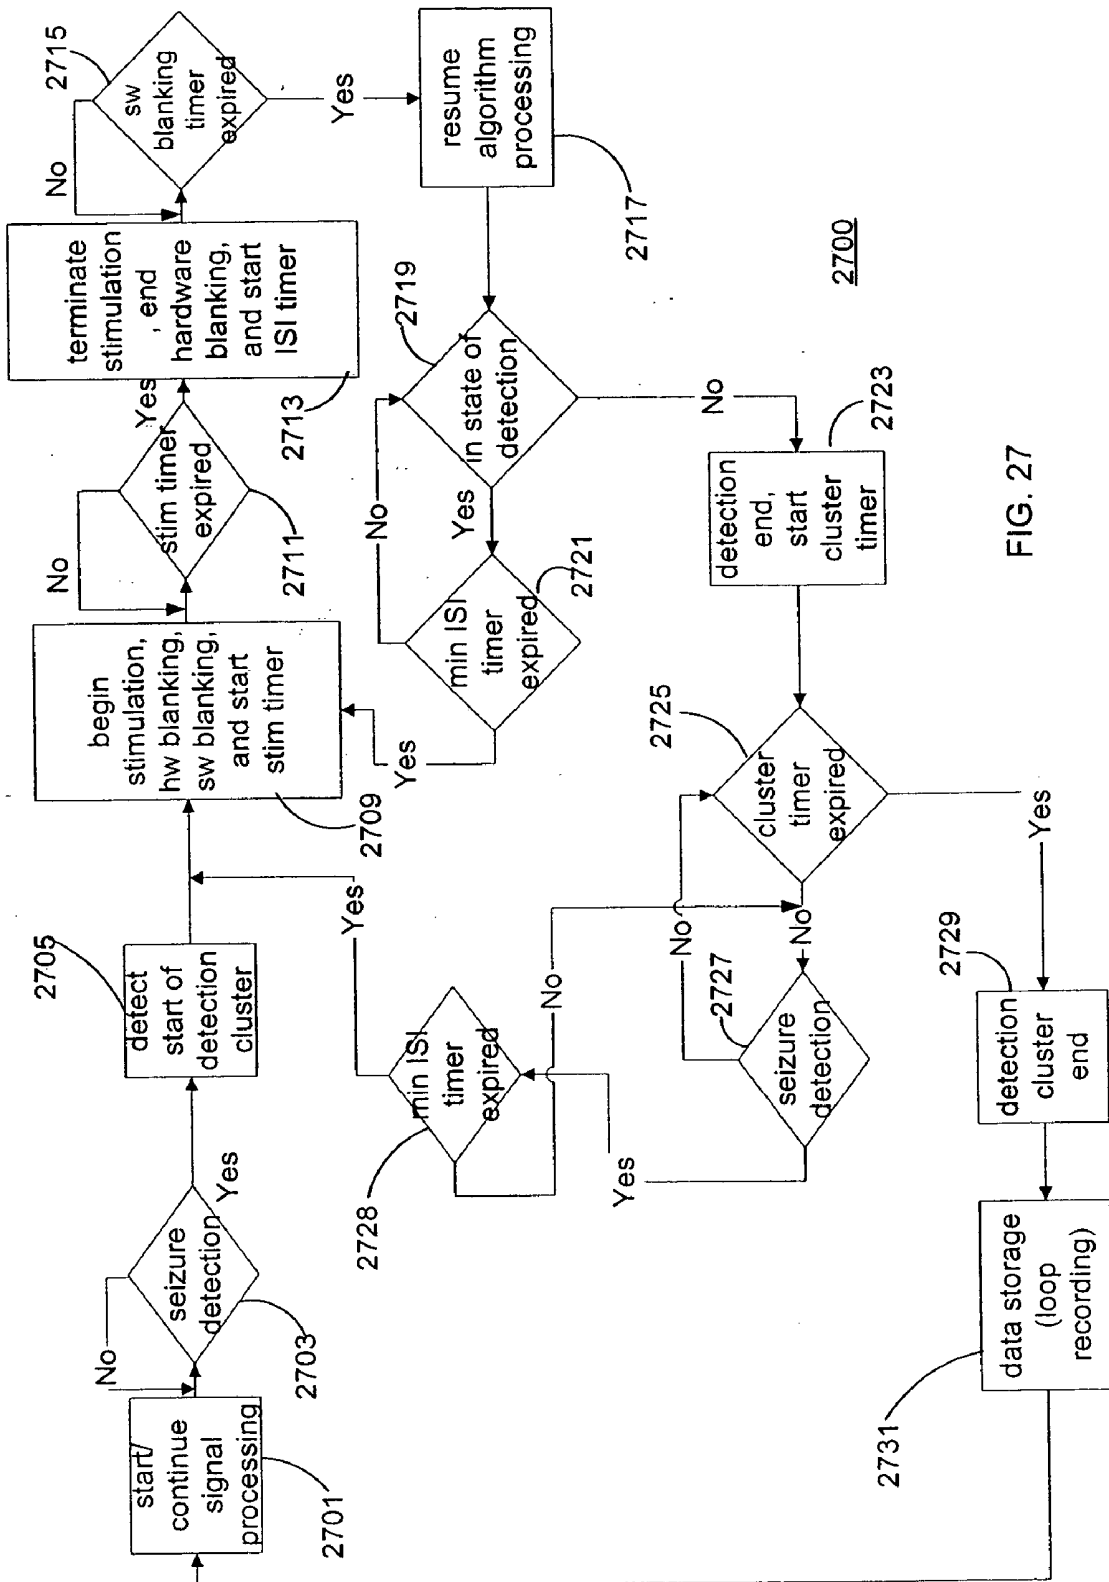 start/
continue
signal
processing
2701
No
seizure
detection
2703
Yes
detect
start of
detection
cluster
2705
begin
stimulation,
hw blanking,
sw blanking,
and start
stim timer
2709
No
stim timer
expired
2711
Yes
terminate
stimulation
, end
hardware
blanking,
and start
ISI timer
2713
No
sw
blanking
timer
expired
2715
Yes
resume
algorithm
processing
2717
in state of
detection
2719
Yes
No
min ISI
timer
expired
2721
No
Yes
detection
end,
start
cluster
timer
2723
cluster
timer
expired
2725
No
Yes
seizure
detection
2727
No
Yes
min ISI
timer
expired
2728
Yes
No
detection
cluster
end
2729
data storage
(loop
recording)
2731
2700
FIG. 27